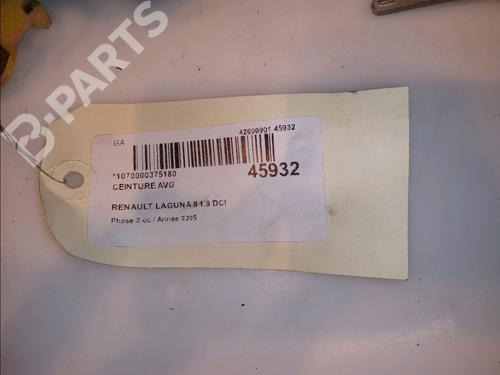 B-PARTS
GA
42600901 45932
*1070000375180
45932
CEINTURE AVG
RENAULT LAGUNA II 1.9 DCI
Phase 2 cc / Année 2005